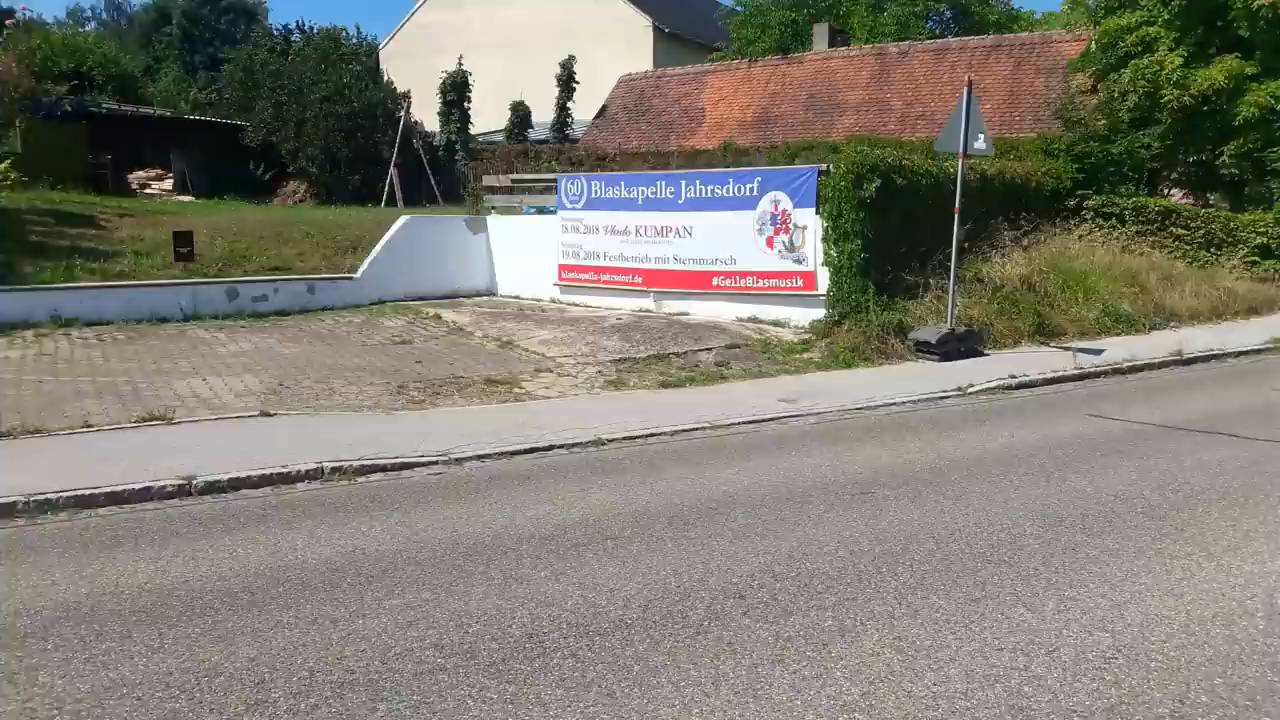 60 Blaskapelle Jahrsdorf
18.08.2018 Vlado KUMPAN
19.08.2018 Festbetrieb mit Sternmarsch
blaskapelle-jahrsdorf.de #GeileBlasmusik